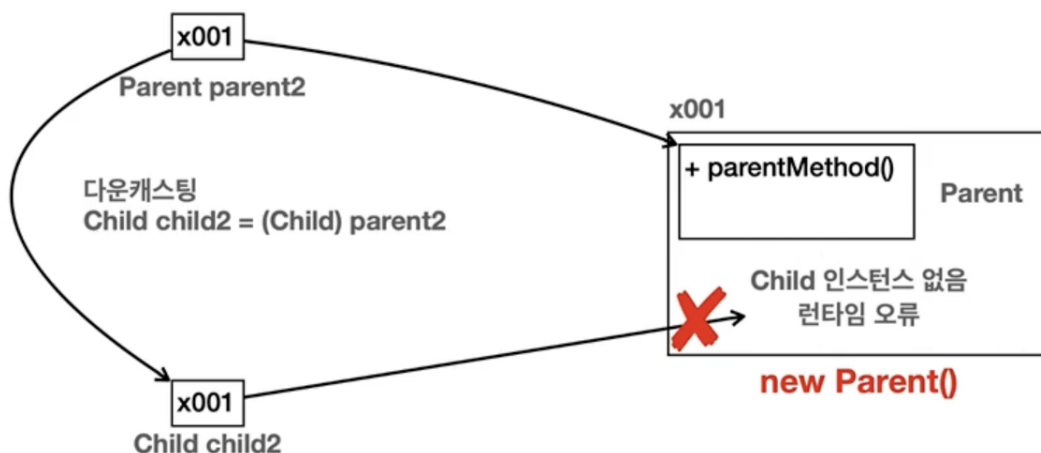 x001
Parent parent2
x001
+ parentMethod()
Parent
다운캐스팅
Child child2 = (Child) parent2
Child 인스턴스 없음
런타임 오류
new Parent()
x001
Child child2